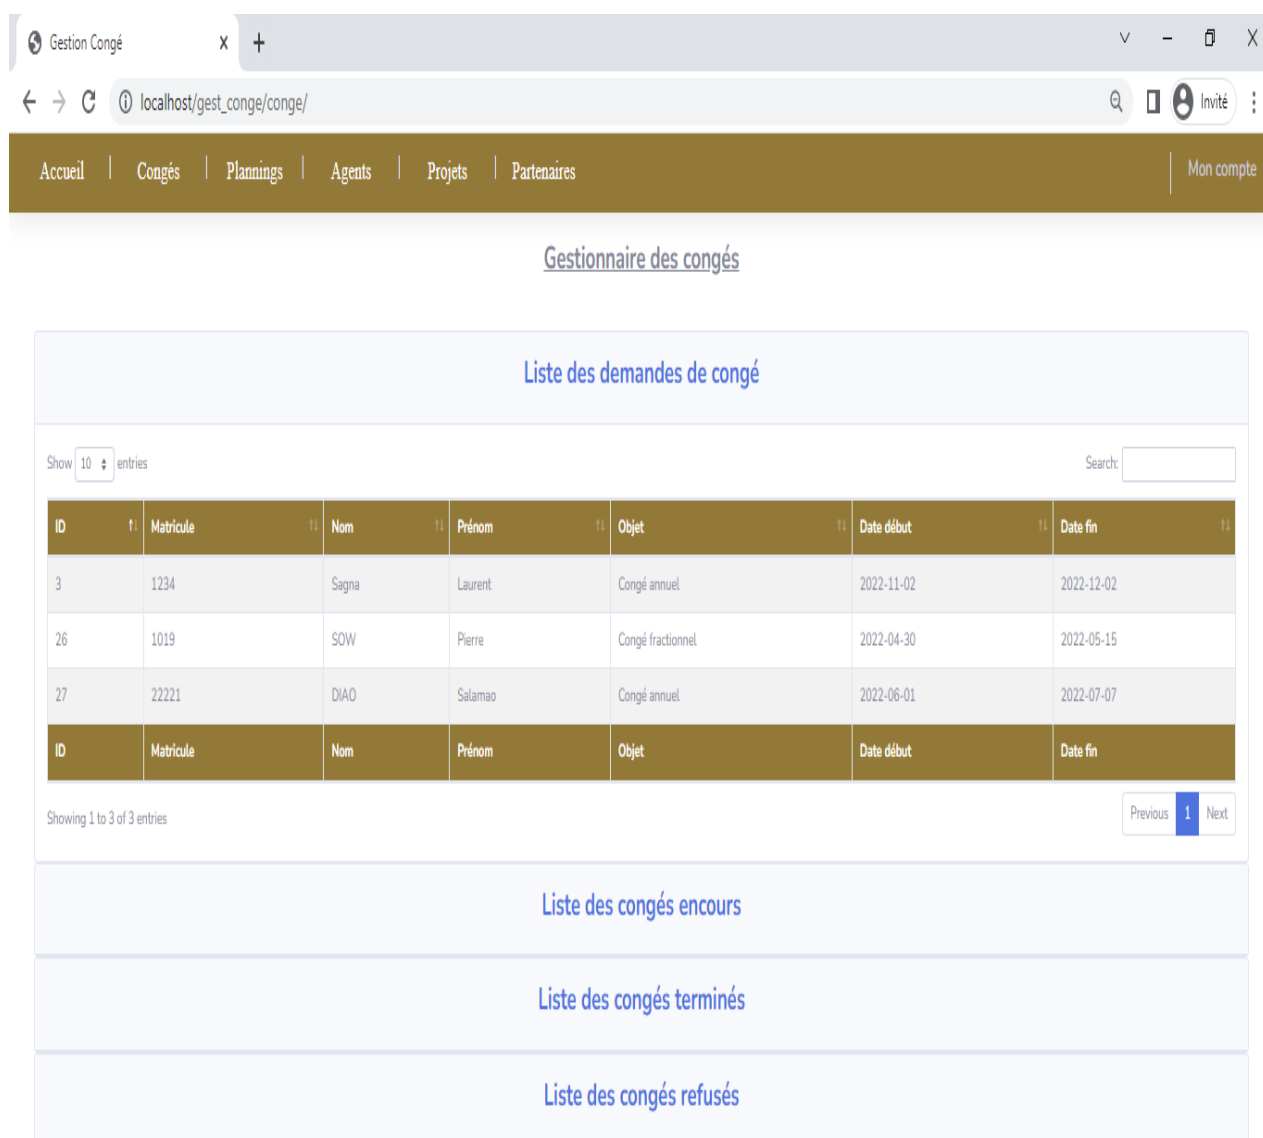 Gestion Congé
localhost/gest_conge/conge/
Invité
Accueil | Congés | Plannings | Agents | Projets | Partenaires Mon compte
Gestionnaire des congés
Liste des demandes de congé
Show 10 entries Search:
ID Matricule Nom Prénom Objet Date début Date fin
3 1234 Sagna Laurent Congé annuel 2022-11-02 2022-12-02
26 1019 SOW Pierre Congé fractionnel 2022-04-30 2022-05-15
27 22221 DIAO Salamao Congé annuel 2022-06-01 2022-07-07
ID Matricule Nom Prénom Objet Date début Date fin
Showing 1 to 3 of 3 entries Previous 1 Next
Liste des congés encours
Liste des congés terminés
Liste des congés refusés